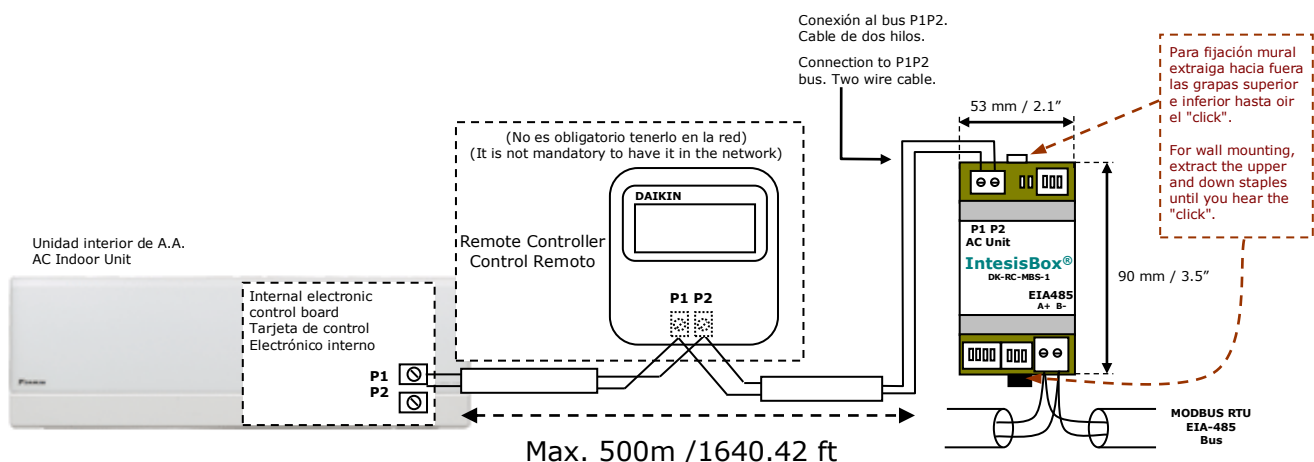 Conexión al bus P1P2.
Cable de dos hilos.
Connection to P1P2
bus. Two wire cable.
Para fijación mural
extraiga hacia fuera
las grapas superior
e inferior hasta oir
el "click".
For wall mounting,
extract the upper
and down staples
until you hear the
"click".
53 mm / 2.1”
(No es obligatorio tenerlo en la red)
(It is not mandatory to have it in the network)
DAIKIN
Remote Controller
Control Remoto
P1 P2
Unidad interior de A.A.
AC Indoor Unit
Internal electronic
control board
Tarjeta de control
Electrónico interno
P1
P2
P1 P2
AC Unit
IntesisBox®
DK-RC-MBS-1
EIA485
A+ B-
90 mm / 3.5”
MODBUS RTU
EIA-485
Bus
Max. 500m /1640.42 ft